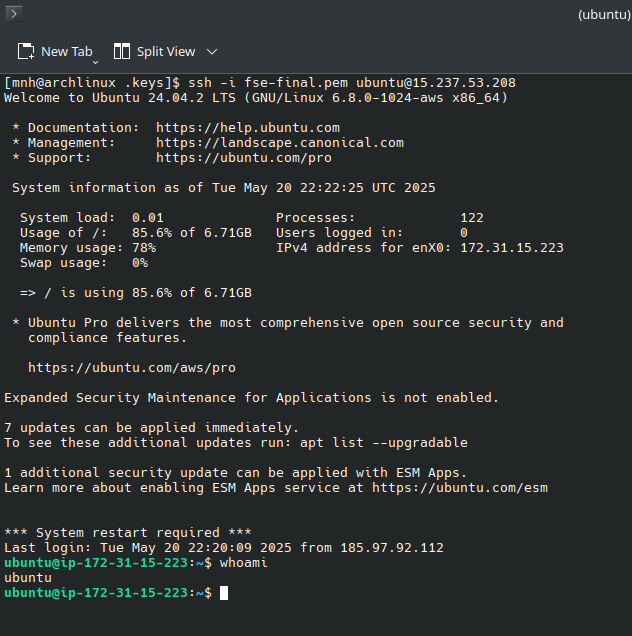 (ubuntu)
New Tab Split View
[mnh@archlinux .keys]$ ssh -i fse-final.pem ubuntu@15.237.53.208
Welcome to Ubuntu 24.04.2 LTS (GNU/Linux 6.8.0-1024-aws x86_64)
* Documentation: https://help.ubuntu.com
* Management: https://landscape.canonical.com
* Support: https://ubuntu.com/pro
System information as of Tue May 20 22:22:25 UTC 2025
System load: 0.01 Processes: 122
Usage of /: 85.6% of 6.71GB Users logged in: 0
Memory usage: 78% IPv4 address for enX0: 172.31.15.223
Swap usage: 0%
=> / is using 85.6% of 6.71GB
* Ubuntu Pro delivers the most comprehensive open source security and
compliance features.
https://ubuntu.com/aws/pro
Expanded Security Maintenance for Applications is not enabled.
7 updates can be applied immediately.
To see these additional updates run: apt list --upgradable
1 additional security update can be applied with ESM Apps.
Learn more about enabling ESM Apps service at https://ubuntu.com/esm
*** System restart required ***
Last login: Tue May 20 22:20:09 2025 from 185.97.92.112
ubuntu@ip-172-31-15-223:~$ whoami
ubuntu
ubuntu@ip-172-31-15-223:~$